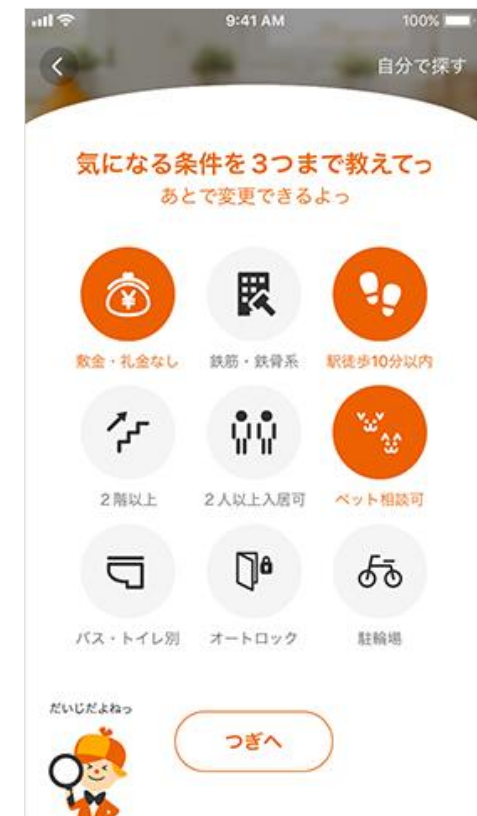 9:41 AM
100%
自分で探す
気になる条件を3つまで教えてっ
あとで変更できるよっ
敷金・礼金なし
鉄筋・鉄骨系
駅徒歩10分以内
2階以上
2人以上入居可
ペット相談可
バス・トイレ別
オートロック
駐輪場
だいじだよねっ
つぎへ